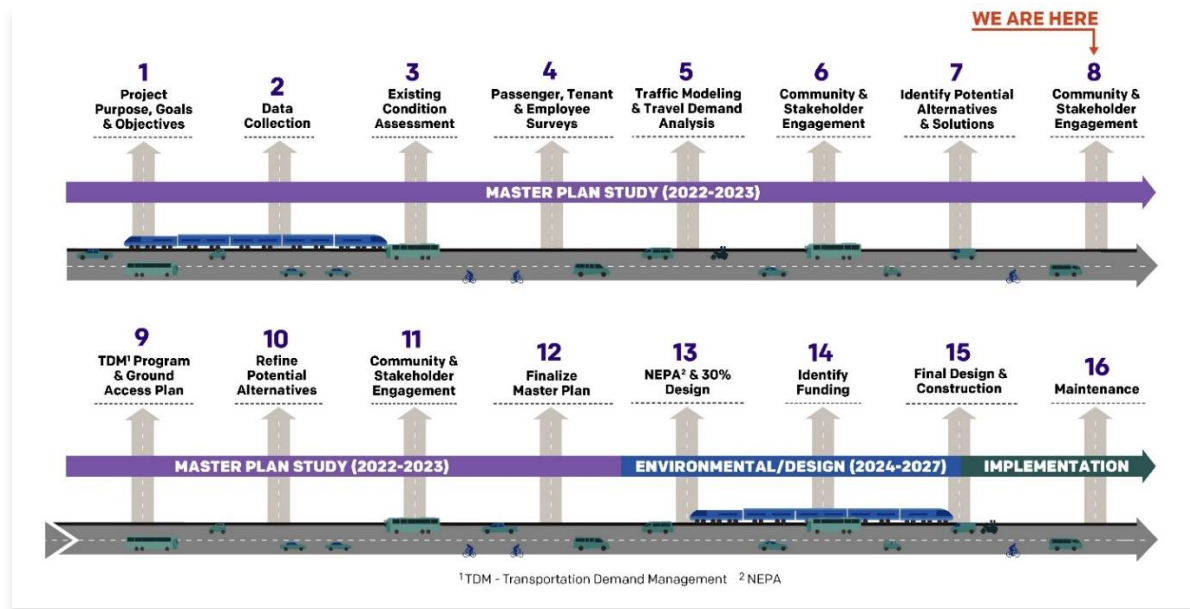 WE ARE HERE
1
Project
Purpose, Goals
& Objectives
2
Data
Collection
3
Existing
Condition
Assessment
4
Passenger, Tenant
& Employee
Surveys
5
Traffic Modeling
& Travel Demand
Analysis
6
Community &
Stakeholder
Engagement
7
Identify Potential
Alternatives
& Solutions
8
Community &
Stakeholder
Engagement
MASTER PLAN STUDY (2022-2023)
9
TDM¹ Program
& Ground
Access Plan
10
Refine
Potential
Alternatives
11
Community &
Stakeholder
Engagement
12
Finalize
Master Plan
13
NEPA² & 30%
Design
14
Identify
Funding
15
Final Design &
Construction
16
Maintenance
MASTER PLAN STUDY (2022-2023)
ENVIRONMENTAL/DESIGN (2024-2027)
IMPLEMENTATION
¹ TDM - Transportation Demand Management ² NEPA